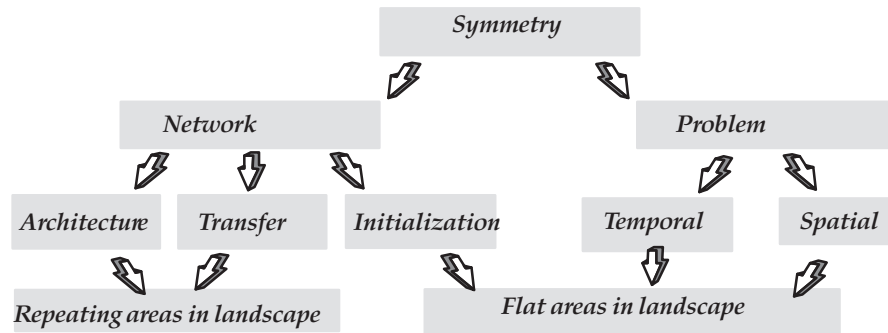 Symmetry
Network
Problem
Architecture
Transfer
Initialization
Temporal
Spatial
Repeating areas in landscape
Flat areas in landscape